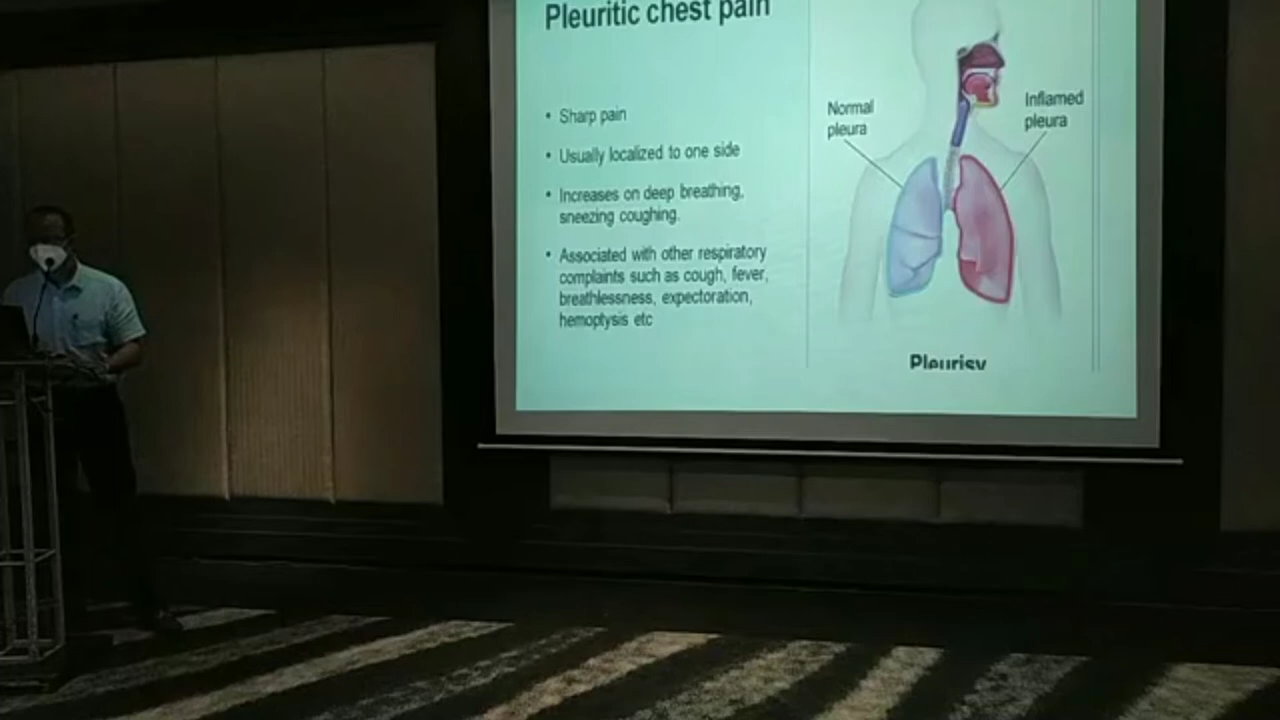 Pleuritic chest pain
• Sharp pain
• Usually localized to one side
• Increases on deep breathing,
sneezing coughing.
• Associated with other respiratory
complaints such as cough, fever,
breathlessness, expectoration,
hemoptysis etc
Normal
pleura
Inflamed
pleura
Pleurisy